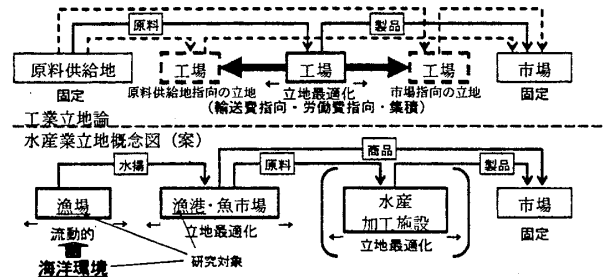 原料
製品
原料供給地
工場
工場
工場
市場
固定
原料供給地指向の立地
立地最適化
市場指向の立地
固定
(輸送費指向・労働費指向・集積)
工業立地論
水産業立地概念図（案）
商品
水揚
原料
製品
漁場
漁港・魚市場
水産
加工施設
市場
流動的
立地最適化
立地最適化
固定
研究対象
海洋環境